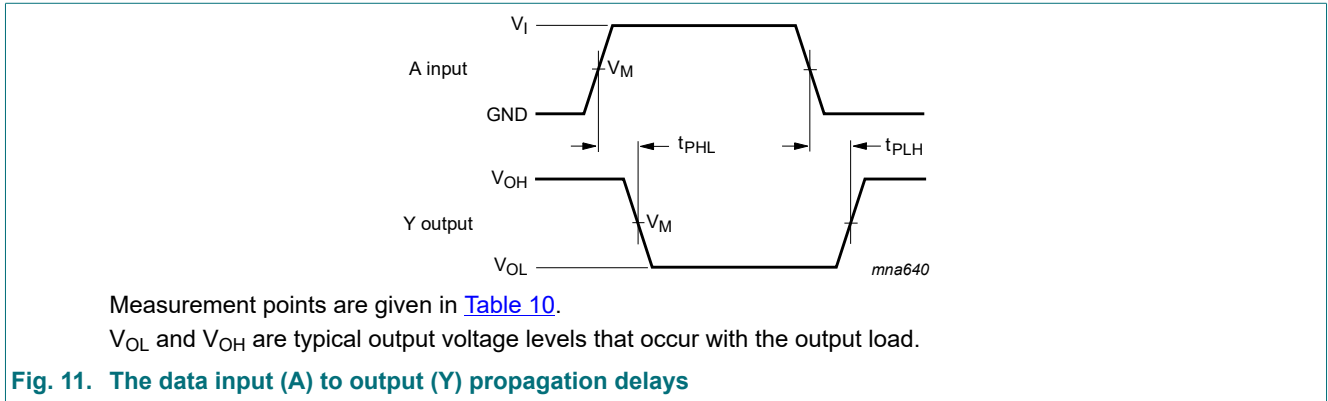 VI
A input
VM
GND
tPHL
tPLH
VOH
Y output
VM
VOL
mna640
Measurement points are given in Table 10.
VOL and VOH are typical output voltage levels that occur with the output load.
Fig. 11. The data input (A) to output (Y) propagation delays